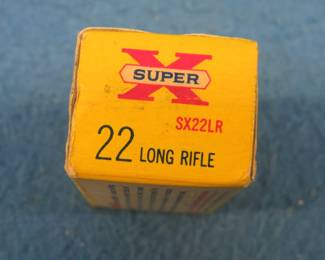 SUPER X
SX22LR
22 LONG RIFLE